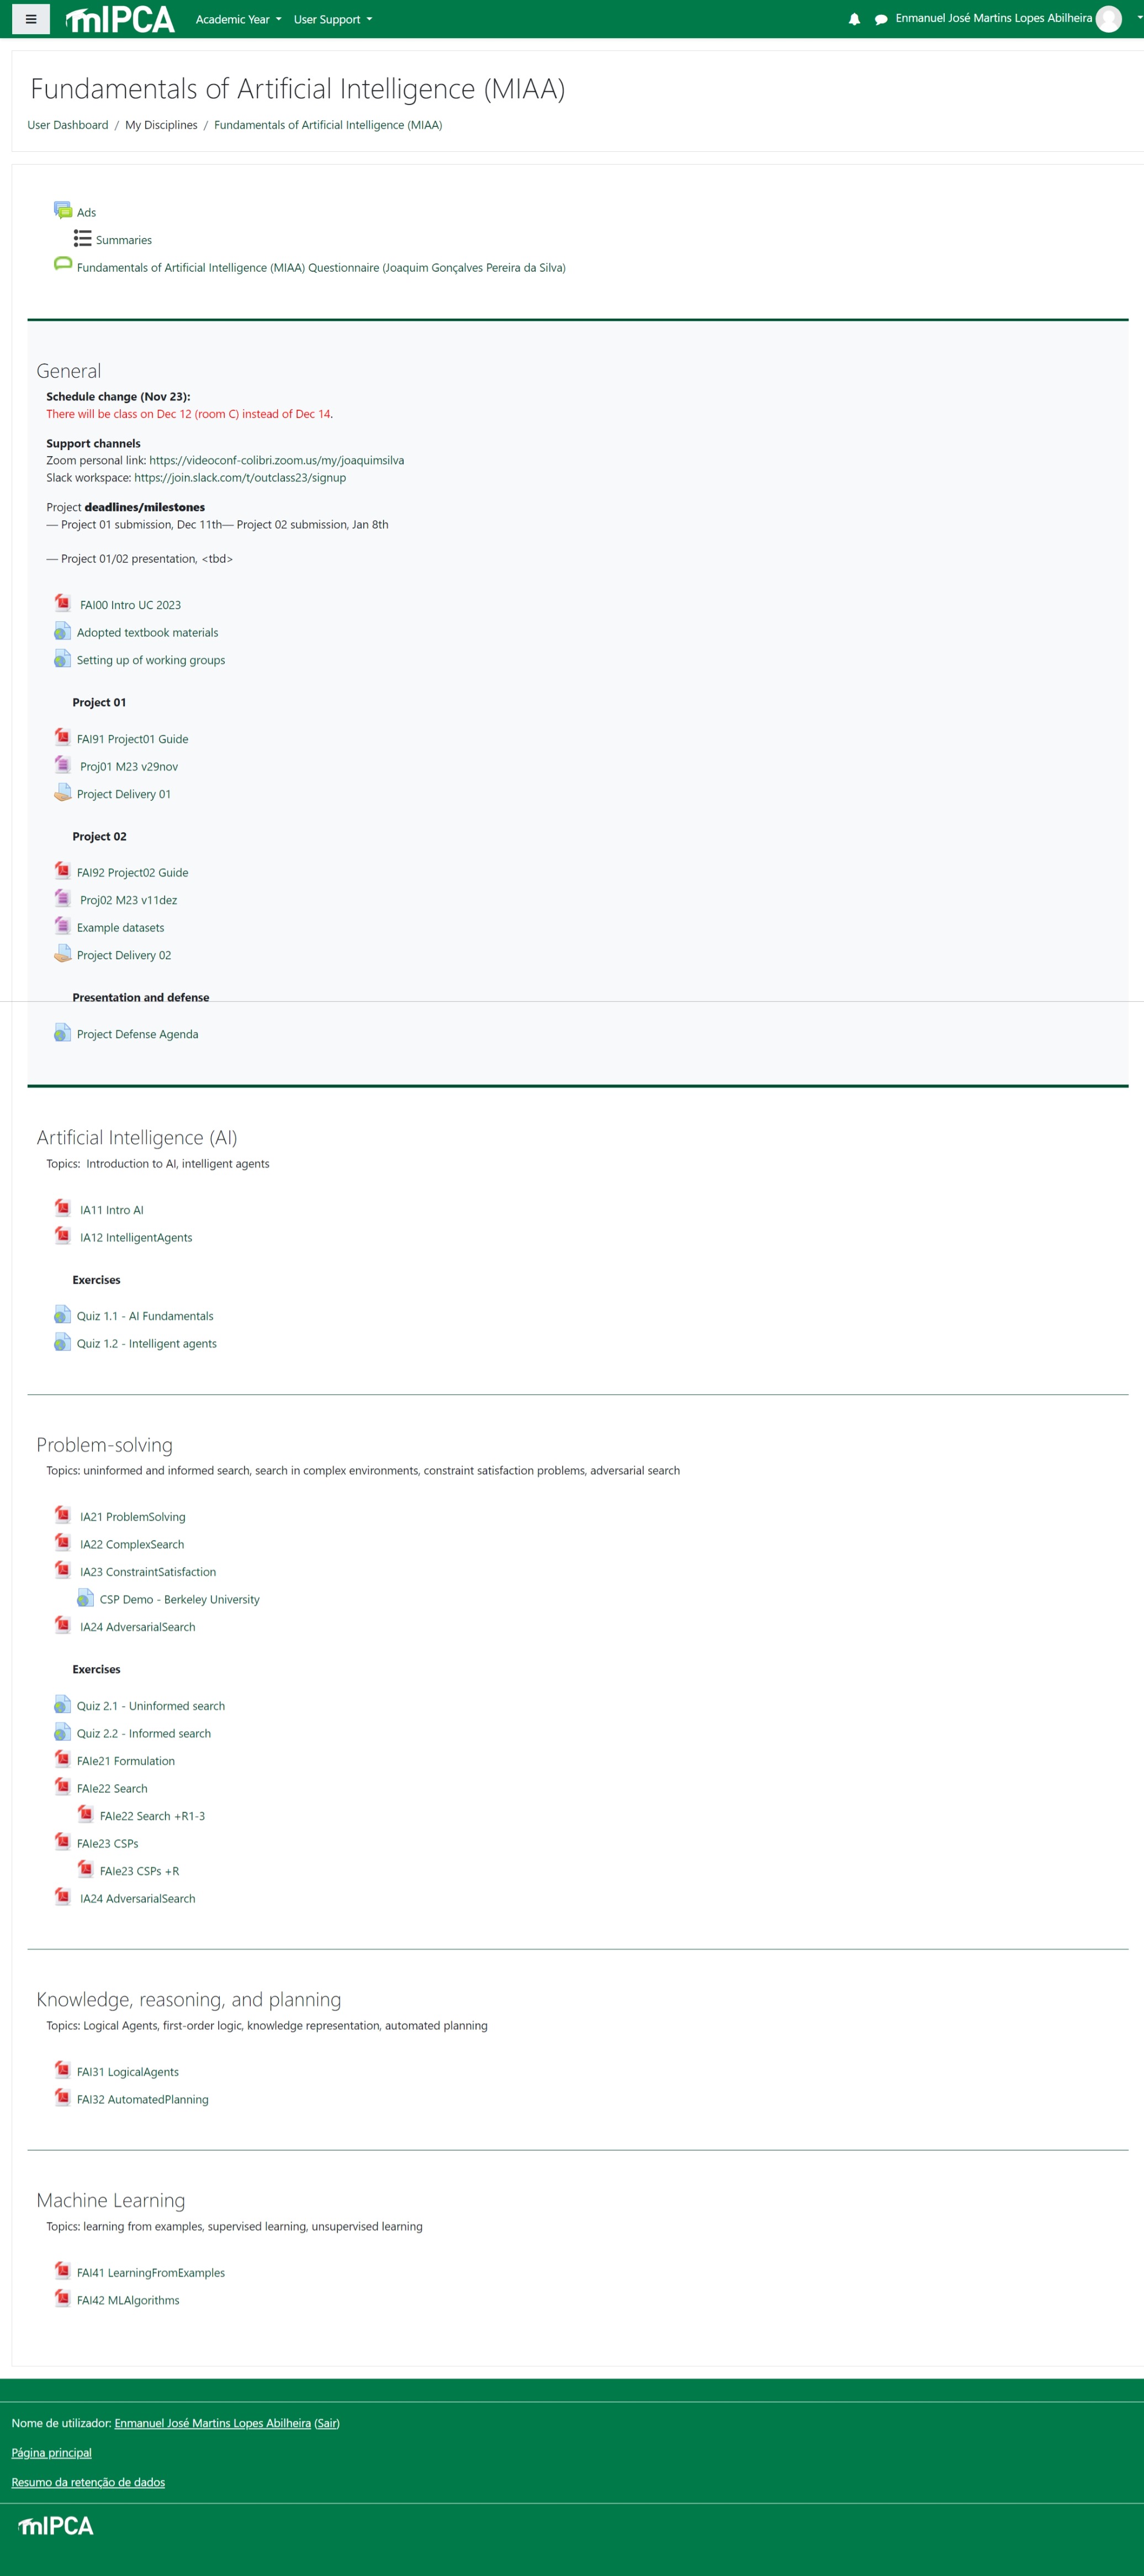 mIPCA Academic Year User Support Enmanuel José Martins Lopes Abilheira
Fundamentals of Artificial Intelligence (MIAA)
User Dashboard / My Disciplines / Fundamentals of Artificial Intelligence (MIAA)
Ads
Summaries
Fundamentals of Artificial Intelligence (MIAA) Questionnaire (Joaquim Gonçalves Pereira da Silva)
General
Schedule change (Nov 23):
There will be class on Dec 12 (room C) instead of Dec 14.
Support channels
Zoom personal link: https://videoconf-colibri.zoom.us/my/joaquimsilva
Slack workspace: https://join.slack.com/t/outclass23/signup
Project deadlines/milestones
— Project 01 submission, Dec 11th— Project 02 submission, Jan 8th
— Project 01/02 presentation, <tbd>
FAI00 Intro UC 2023
Adopted textbook materials
Setting up of working groups
Project 01
FAI91 Project01 Guide
Proj01 M23 v29nov
Project Delivery 01
Project 02
FAI92 Project02 Guide
Proj02 M23 v11dez
Example datasets
Project Delivery 02
Presentation and defense
Project Defense Agenda
Artificial Intelligence (AI)
Topics: Introduction to AI, intelligent agents
IA11 Intro AI
IA12 IntelligentAgents
Exercises
Quiz 1.1 - AI Fundamentals
Quiz 1.2 - Intelligent agents
Problem-solving
Topics: uninformed and informed search, search in complex environments, constraint satisfaction problems, adversarial search
IA21 ProblemSolving
IA22 ComplexSearch
IA23 ConstraintSatisfaction
CSP Demo - Berkeley University
IA24 AdversarialSearch
Exercises
Quiz 2.1 - Uninformed search
Quiz 2.2 - Informed search
FAIe21 Formulation
FAIe22 Search
FAIe22 Search +R1-3
FAIe23 CSPs
FAIe23 CSPs +R
IA24 AdversarialSearch
Knowledge, reasoning, and planning
Topics: Logical Agents, first-order logic, knowledge representation, automated planning
FAI31 LogicalAgents
FAI32 AutomatedPlanning
Machine Learning
Topics: learning from examples, supervised learning, unsupervised learning
FAI41 LearningFromExamples
FAI42 MLAlgorithms
Nome de utilizador: Enmanuel José Martins Lopes Abilheira (Sair)
Página principal
Resumo da retenção de dados
mIPCA